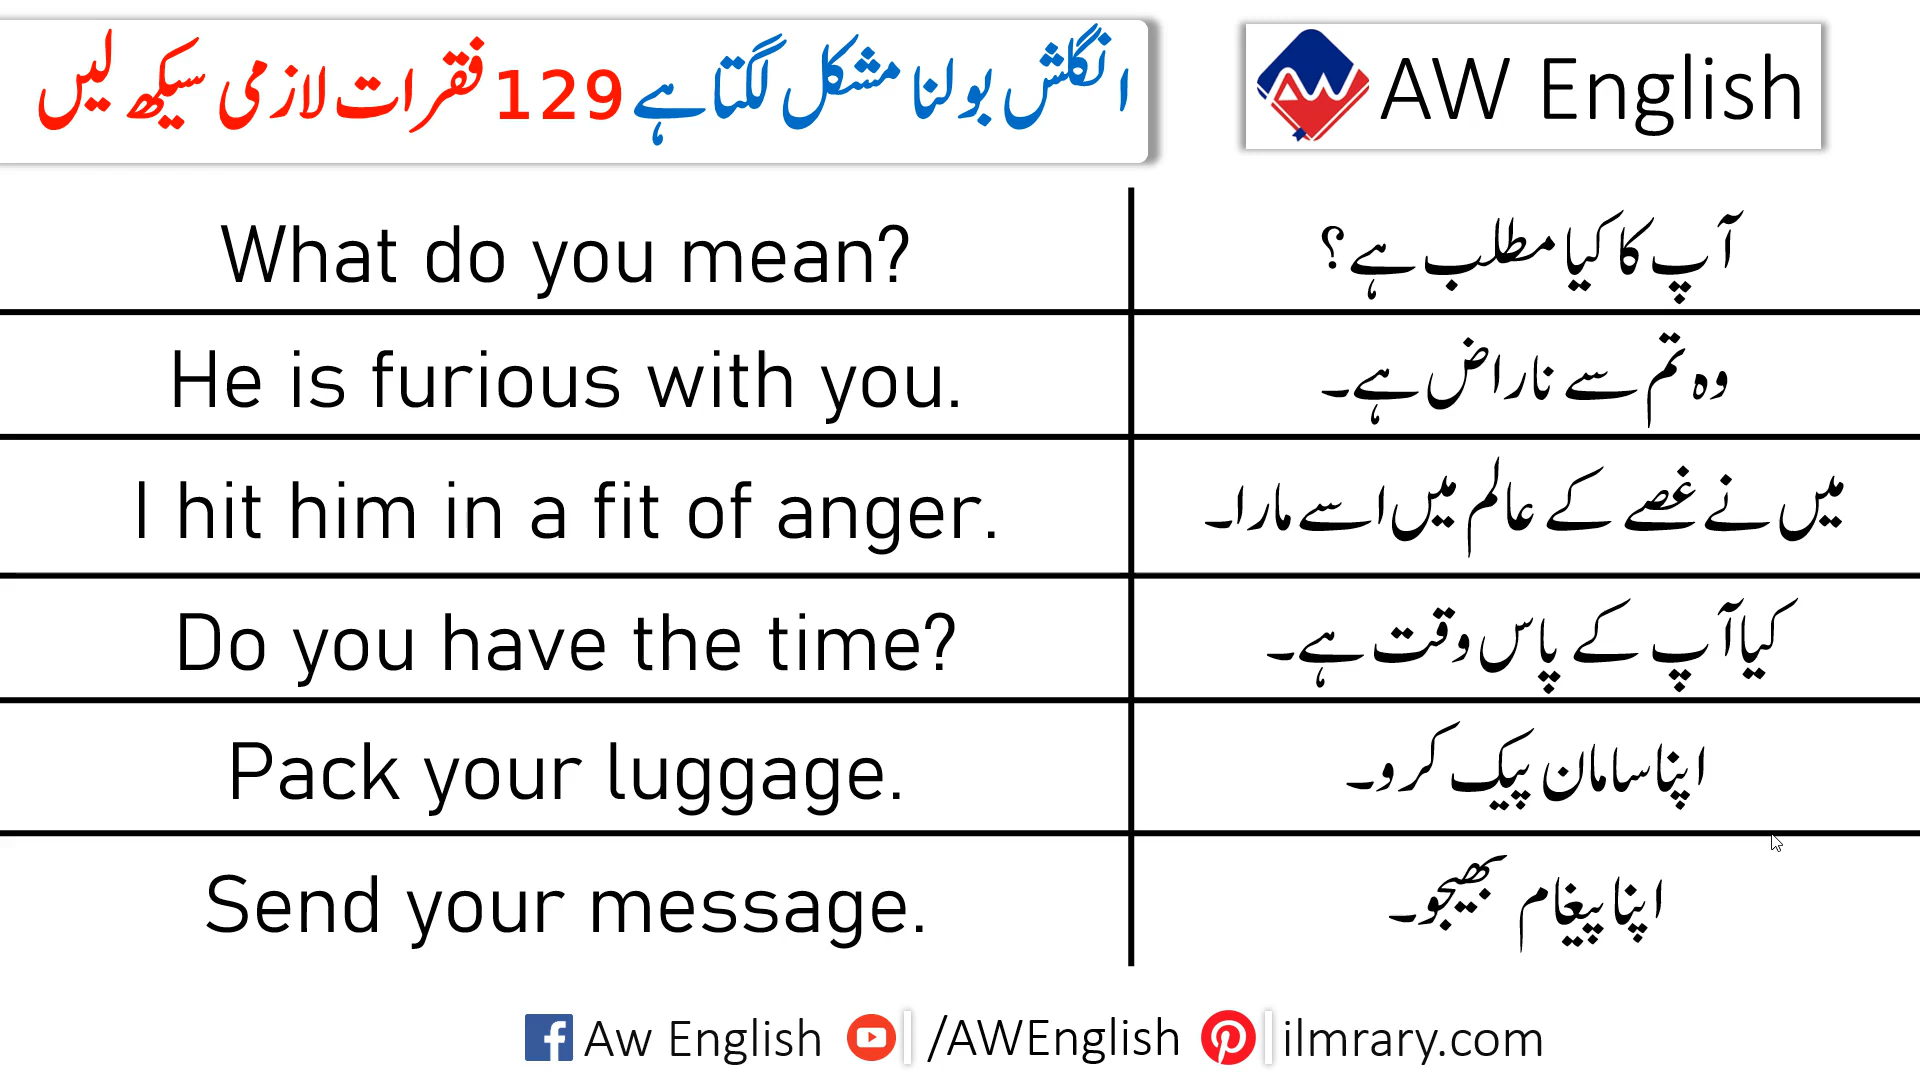 انگلش بولنا مشکل لگتا ہے 129 فقرات لازمی سیکھ لیں
AW English
What do you mean?
آپ کا کیا مطلب ہے؟
He is furious with you.
وہ تم سے ناراض ہے۔
I hit him in a fit of anger.
میں نے غصے کے عالم میں اسے مارا۔
Do you have the time?
کیا آپ کے پاس وقت ہے۔
Pack your luggage.
اپنا سامان پیک کرو۔
Send your message.
اپنا پیغام بھیجو۔
Aw English /AWEnglish ilmrary.com